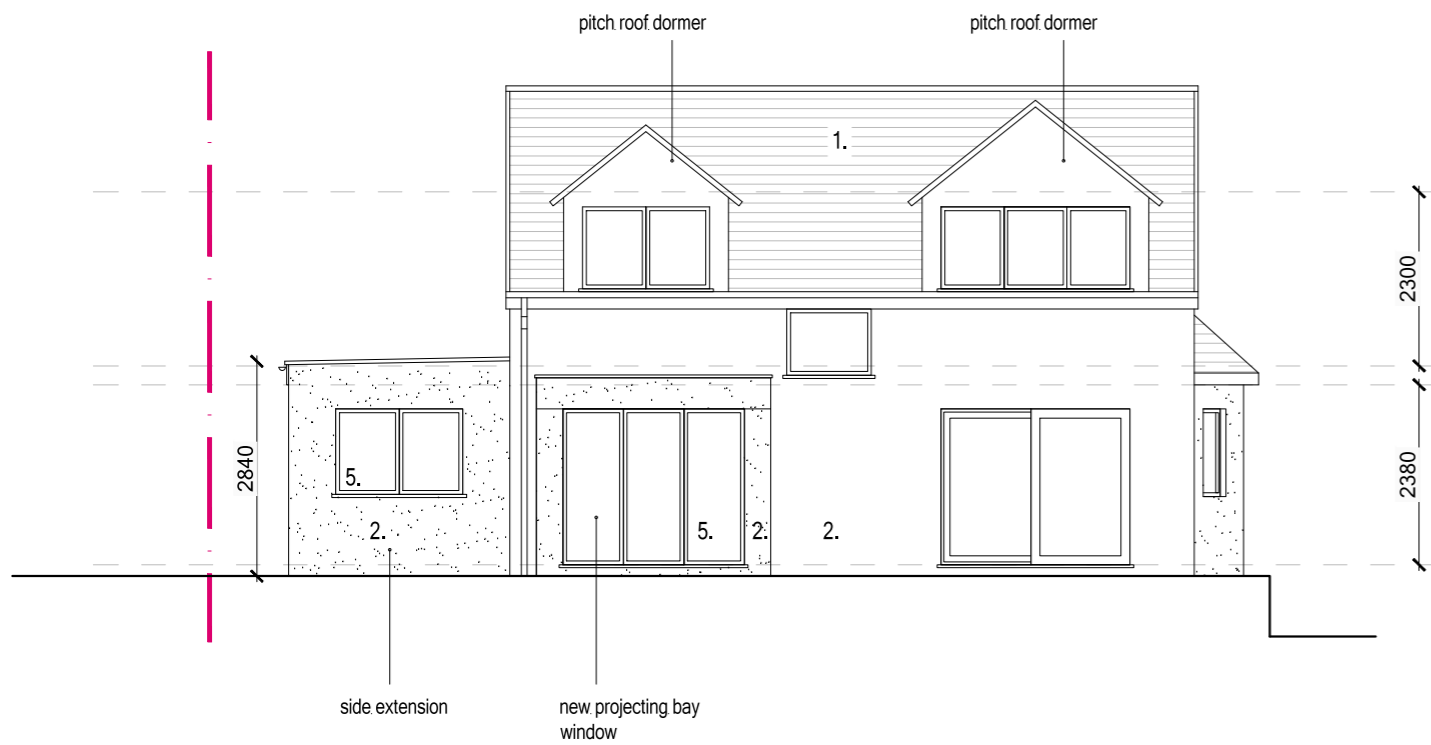 pitch roof dormer
pitch roof dormer
1.
2300
2840
2380
5.
2.
5.
2.
2.
side extension
new projecting bay
window